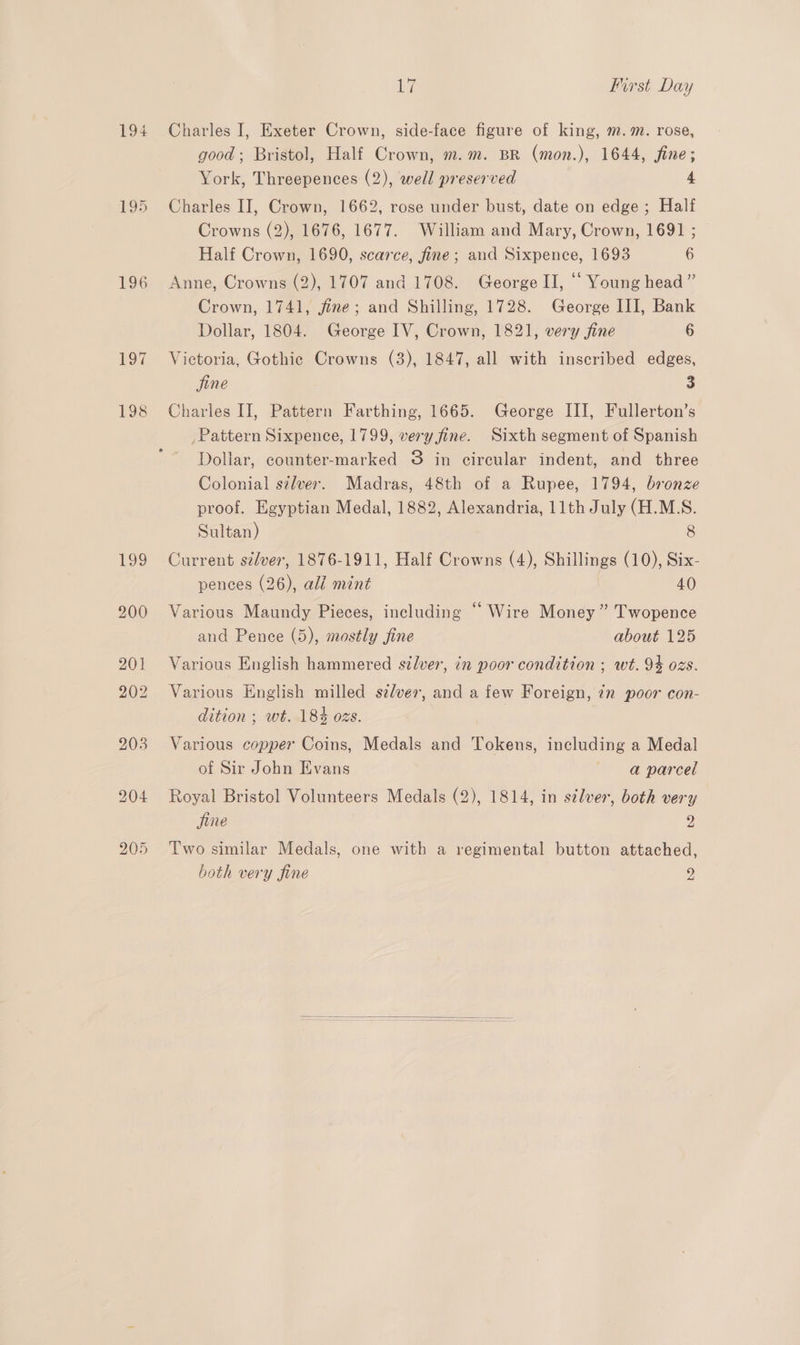 17 First Day
194 Charles I, Exeter Crown, side-face figure of king, m.m. rose,
good; Bristol, Half Crown, m.m. BR (mon.), 1644, fine;
York, Threepences (2), well preserved 4
195 Charles II, Crown, 1662, rose under bust, date on edge; Half
Crowns (2), 1676, 1677. William and Mary, Crown, 1691;
Half Crown, 1690, scarce, fine; and Sixpence, 1693 6
196 Anne, Crowns (2), 1707 and 1708. George II, “Young head”
Crown, 1741, fine; and Shilling, 1728. George III, Bank
Dollar, 1804. George IV, Crown, 1821, very fine 6
197 Victoria, Gothic Crowns (3), 1847, all with inscribed edges,
fine 3
198 Charles II, Pattern Farthing, 1665. George III, Fullerton’s
Pattern Sixpence, 1799, very fine. Sixth segment of Spanish
Dollar, counter-marked 3 in circular indent, and three
Colonial silver. Madras, 48th of a Rupee, 1794, bronze
proof. Egyptian Medal, 1882, Alexandria, 11th July (H.M.S.
Sultan) 8
199 Current silver, 1876-1911, Half Crowns (4), Shillings (10), Six-
pences (26), all mint 40
200 Various Maundy Pieces, including “Wire Money” Twopence
and Pence (5), mostly fine about 125
201 Various English hammered silver, in poor condition; wt. 9¾ ozs.
202 Various English milled silver, and a few Foreign, in poor con-
dition; wt. 18¾ ozs.
203 Various copper Coins, Medals and Tokens, including a Medal
of Sir John Evans a parcel
204 Royal Bristol Volunteers Medals (2), 1814, in silver, both very
fine 2
205 Two similar Medals, one with a regimental button attached,
both very fine 2